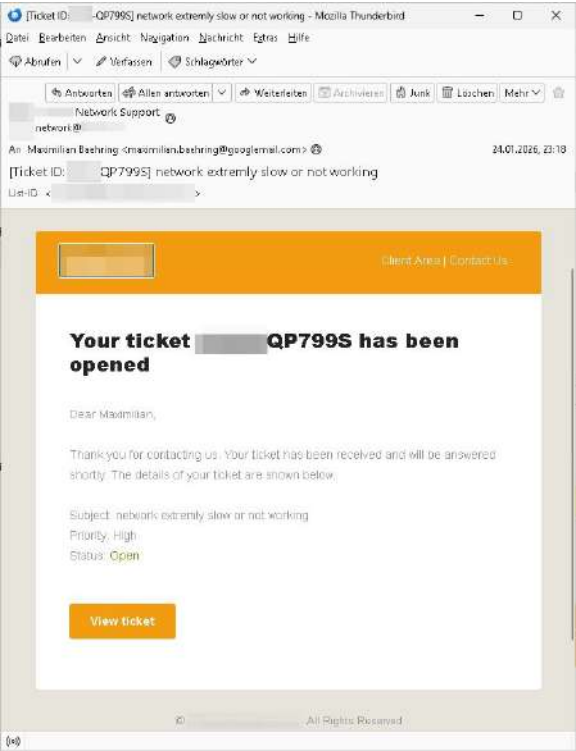 [Ticket ID: -QP799S] network extremly slow or not working - Mozilla Thunderbird
Datei Bearbeiten Ansicht Navigation Nachricht Extras Hilfe
Abrufen Verfassen Schlagwörter
Antworten Allen antworten Weiterleiten Archivieren Junk Löschen Mehr
Network Support
network@
An Maximilian Baehring <maximilian.baehring@googlemail.com> 24.01.2026, 23:18
[Ticket ID: QP799S] network extremly slow or not working
List-ID < >
Client Area | Contact Us
Your ticket QP799S has been
opened
Dear Maximilian,
Thank you for contacting us. Your ticket has been received and will be answered
shortly. The details of your ticket are shown below.
Subject: network extremly slow or not working
Priority: High
Status: Open
View ticket
© All Rights Reserved